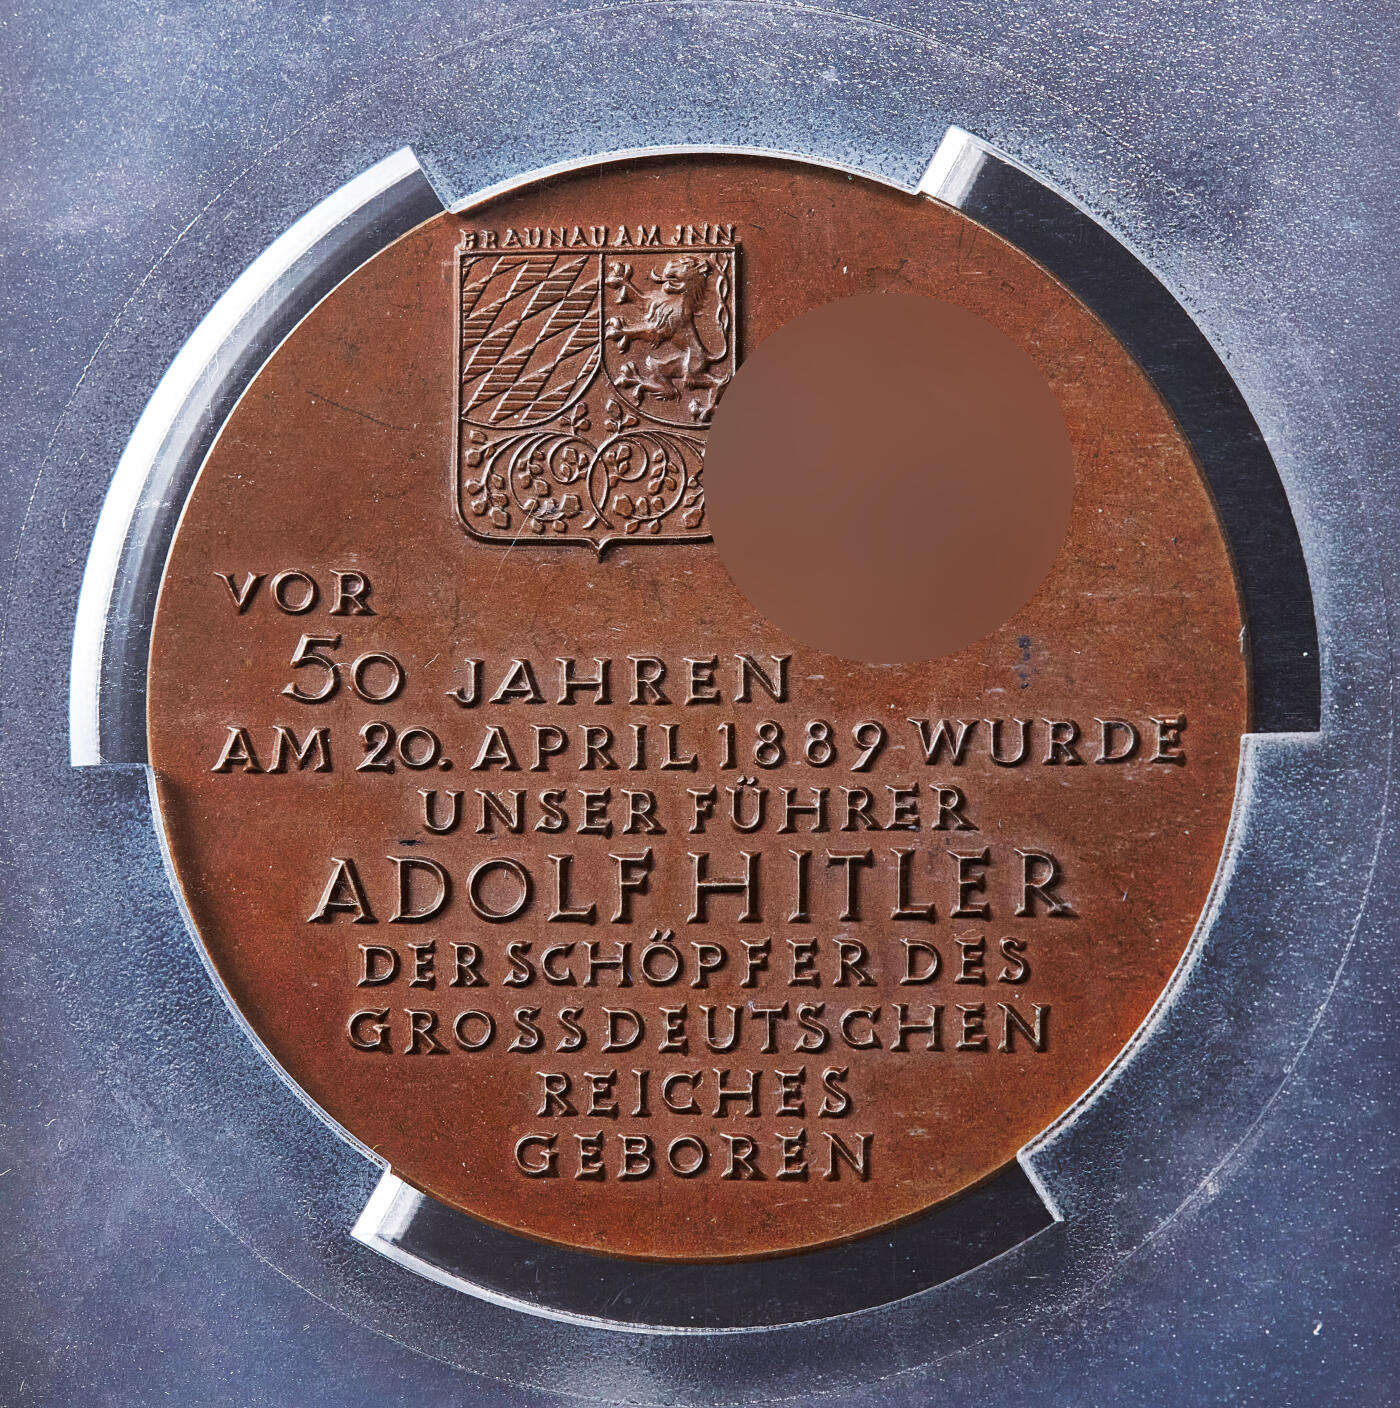 BRAUNAU AM JNN
VOR
50 JAHREN
AM 20. APRIL 1889 WURDE
UNSER FÜHRER
ADOLF HITLER
DER SCHÖPFER DES
GROSSDEUTSCHEN
REICHES
GEBOREN